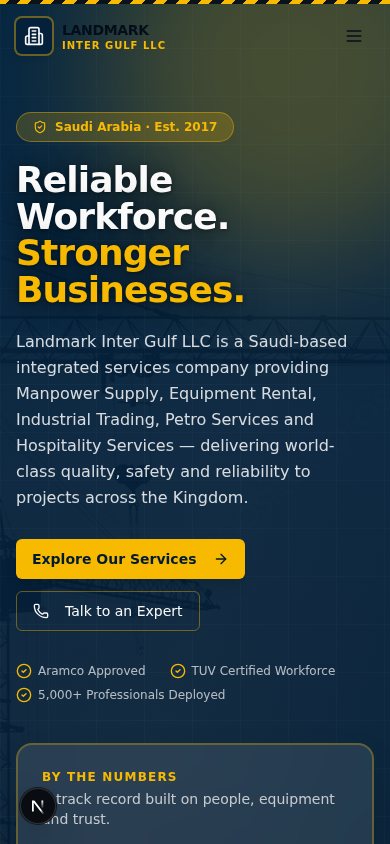 LANDMARK
INTER GULF LLC
Saudi Arabia · Est. 2017
Reliable
Workforce.
Stronger
Businesses.
Landmark Inter Gulf LLC is a Saudi-based
integrated services company providing
Manpower Supply, Equipment Rental,
Industrial Trading, Petro Services and
Hospitality Services — delivering world-
class quality, safety and reliability to
projects across the Kingdom.
Explore Our Services
Talk to an Expert
Aramco Approved
TUV Certified Workforce
5,000+ Professionals Deployed
BY THE NUMBERS
track record built on people, equipment
and trust.
N